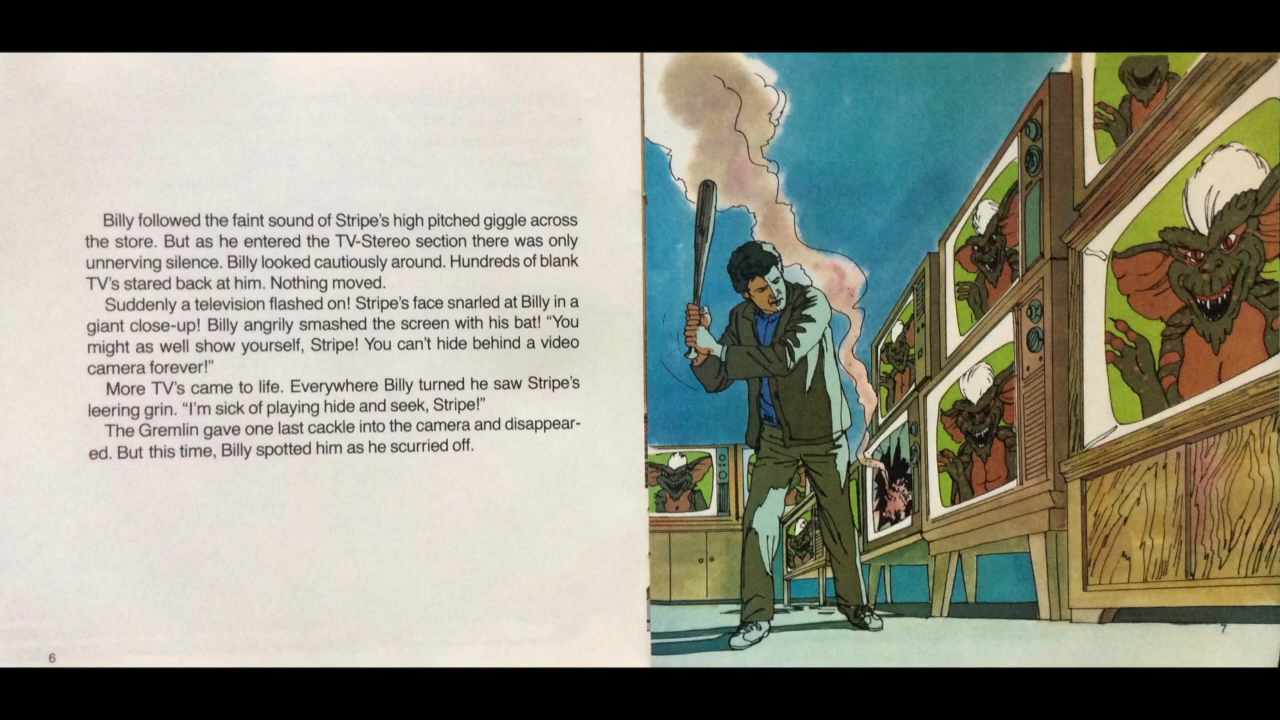 Billy followed the faint sound of Stripe's high pitched giggle across
the store. But as he entered the TV-Stereo section there was only
unnerving silence. Billy looked cautiously around. Hundreds of blank
TV's stared back at him. Nothing moved.
Suddenly a television flashed on! Stripe's face snarled at Billy in a
giant close-up! Billy angrily smashed the screen with his bat! “You
might as well show yourself, Stripe! You can't hide behind a video
camera forever!”
More TV's came to life. Everywhere Billy turned he saw Stripe's
leering grin. “I'm sick of playing hide and seek, Stripe!”
The Gremlin gave one last cackle into the camera and disappear-
ed. But this time, Billy spotted him as he scurried off.
6
7